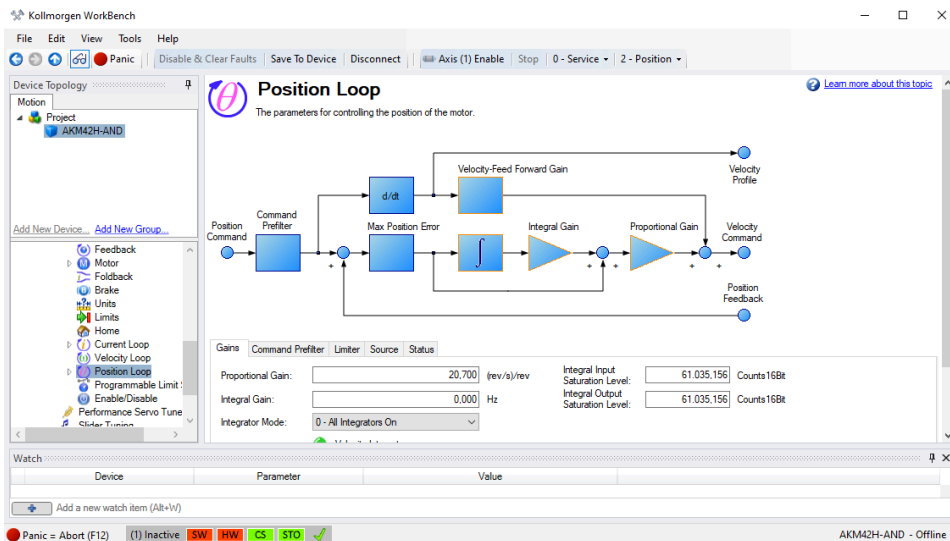 Kollmorgen WorkBench
File Edit View Tools Help
Panic Disable & Clear Faults Save To Device Disconnect Axis (1) Enable Stop 0 - Service 2 - Position
Device Topology
Motion
Project
AKM42H-AND
Add New Device... Add New Group...
Feedback
Motor
Foldback
Brake
Units
Limits
Home
Current Loop
Velocity Loop
Position Loop
Programmable Limit
Enable/Disable
Performance Servo Tune
Slider Tuning
Position Loop
Learn more about this topic
The parameters for controlling the position of the motor.
Velocity-Feed Forward Gain
Velocity
Profile
d/dt
Position
Command
Command
Prefilter
Max Position Error
Integral Gain
Proportional Gain
Velocity
Command
∫
+ + + + +
Position
Feedback
Gains Command Prefilter Limiter Source Status
Proportional Gain: 20,700 (rev/s)/rev
Integral Input
Saturation Level: 61.035,156 Counts16Bit
Integral Gain: 0,000 Hz
Integral Output
Saturation Level: 61.035,156 Counts16Bit
Integrator Mode: 0 - All Integrators On
Watch
Device Parameter Value
Add a new watch item (Alt+W)
Panic = Abort (F12) (1) Inactive SW HW CS STO AKM42H-AND - Offline